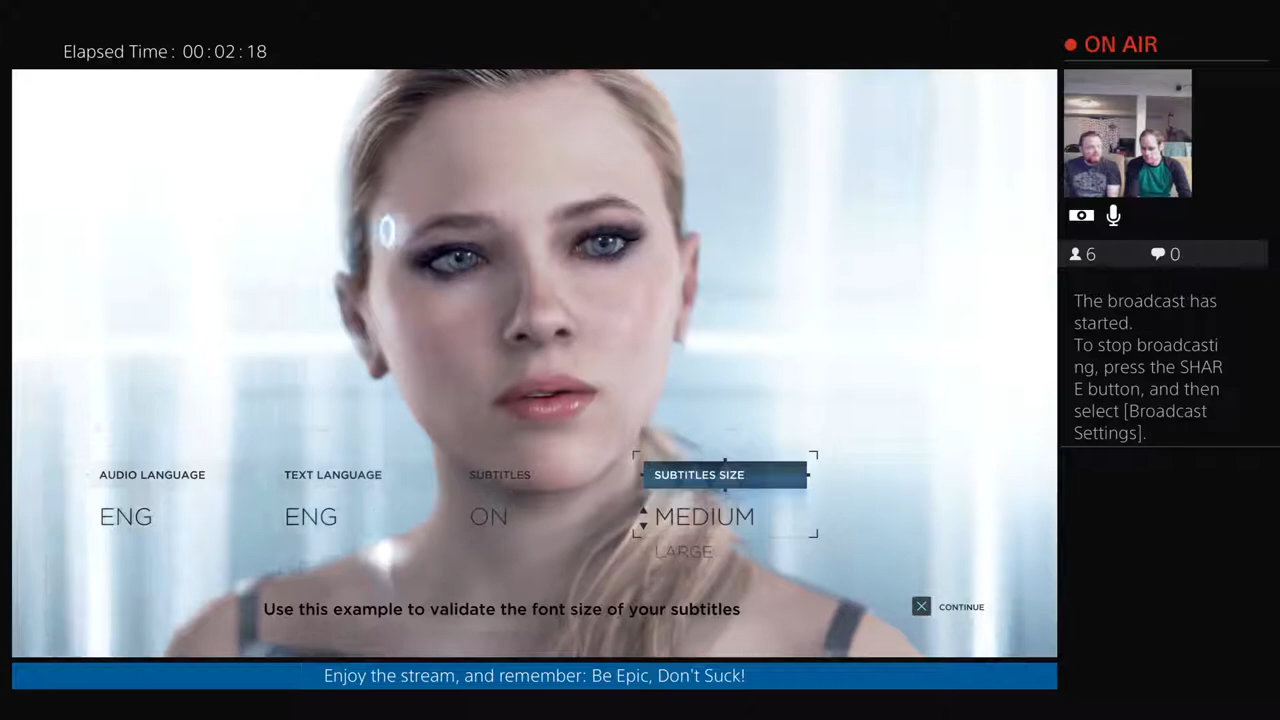 Elapsed Time: 00:02:18
ON AIR
6 0
The broadcast has
started.
To stop broadcasti
ng, press the SHAR
E button, and then
select [Broadcast
Settings].
AUDIO LANGUAGE TEXT LANGUAGE SUBTITLES SUBTITLES SIZE
ENG ENG ON MEDIUM
LARGE
Use this example to validate the font size of your subtitles
CONTINUE
Enjoy the stream, and remember: Be Epic, Don't Suck!